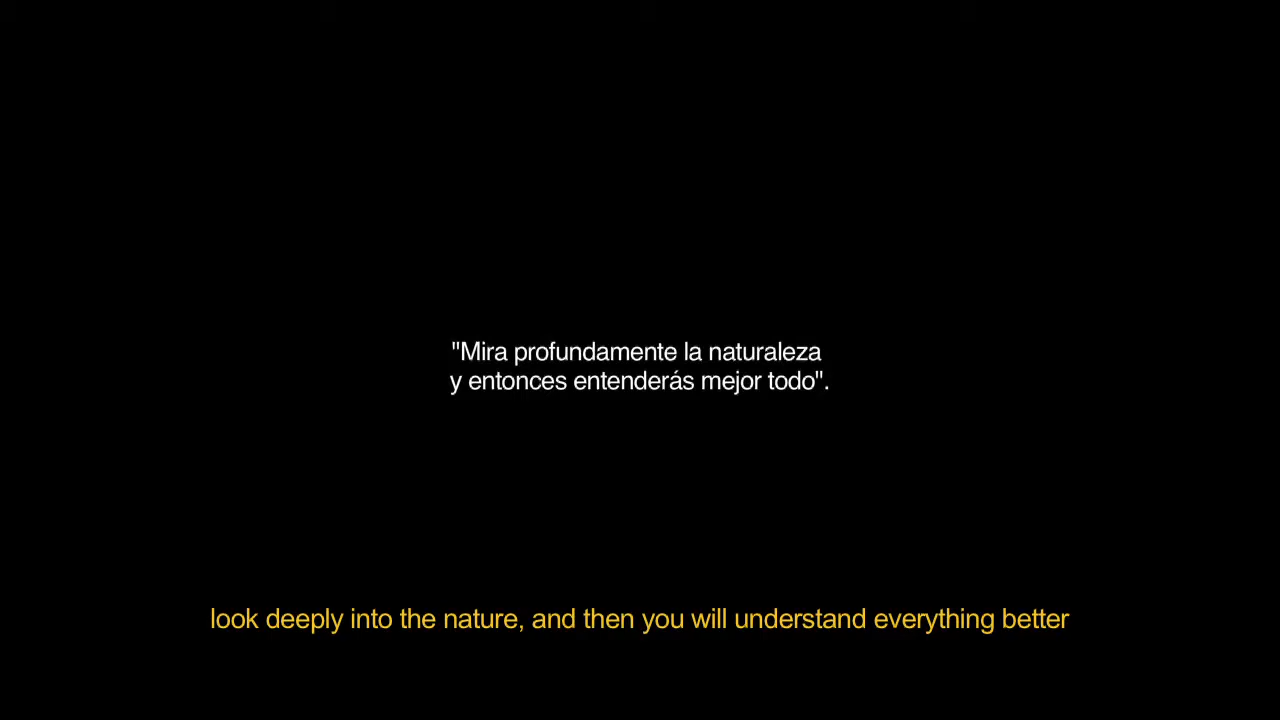 "Mira profundamente la naturaleza
y entonces entenderás mejor todo".
look deeply into the nature, and then you will understand everything better